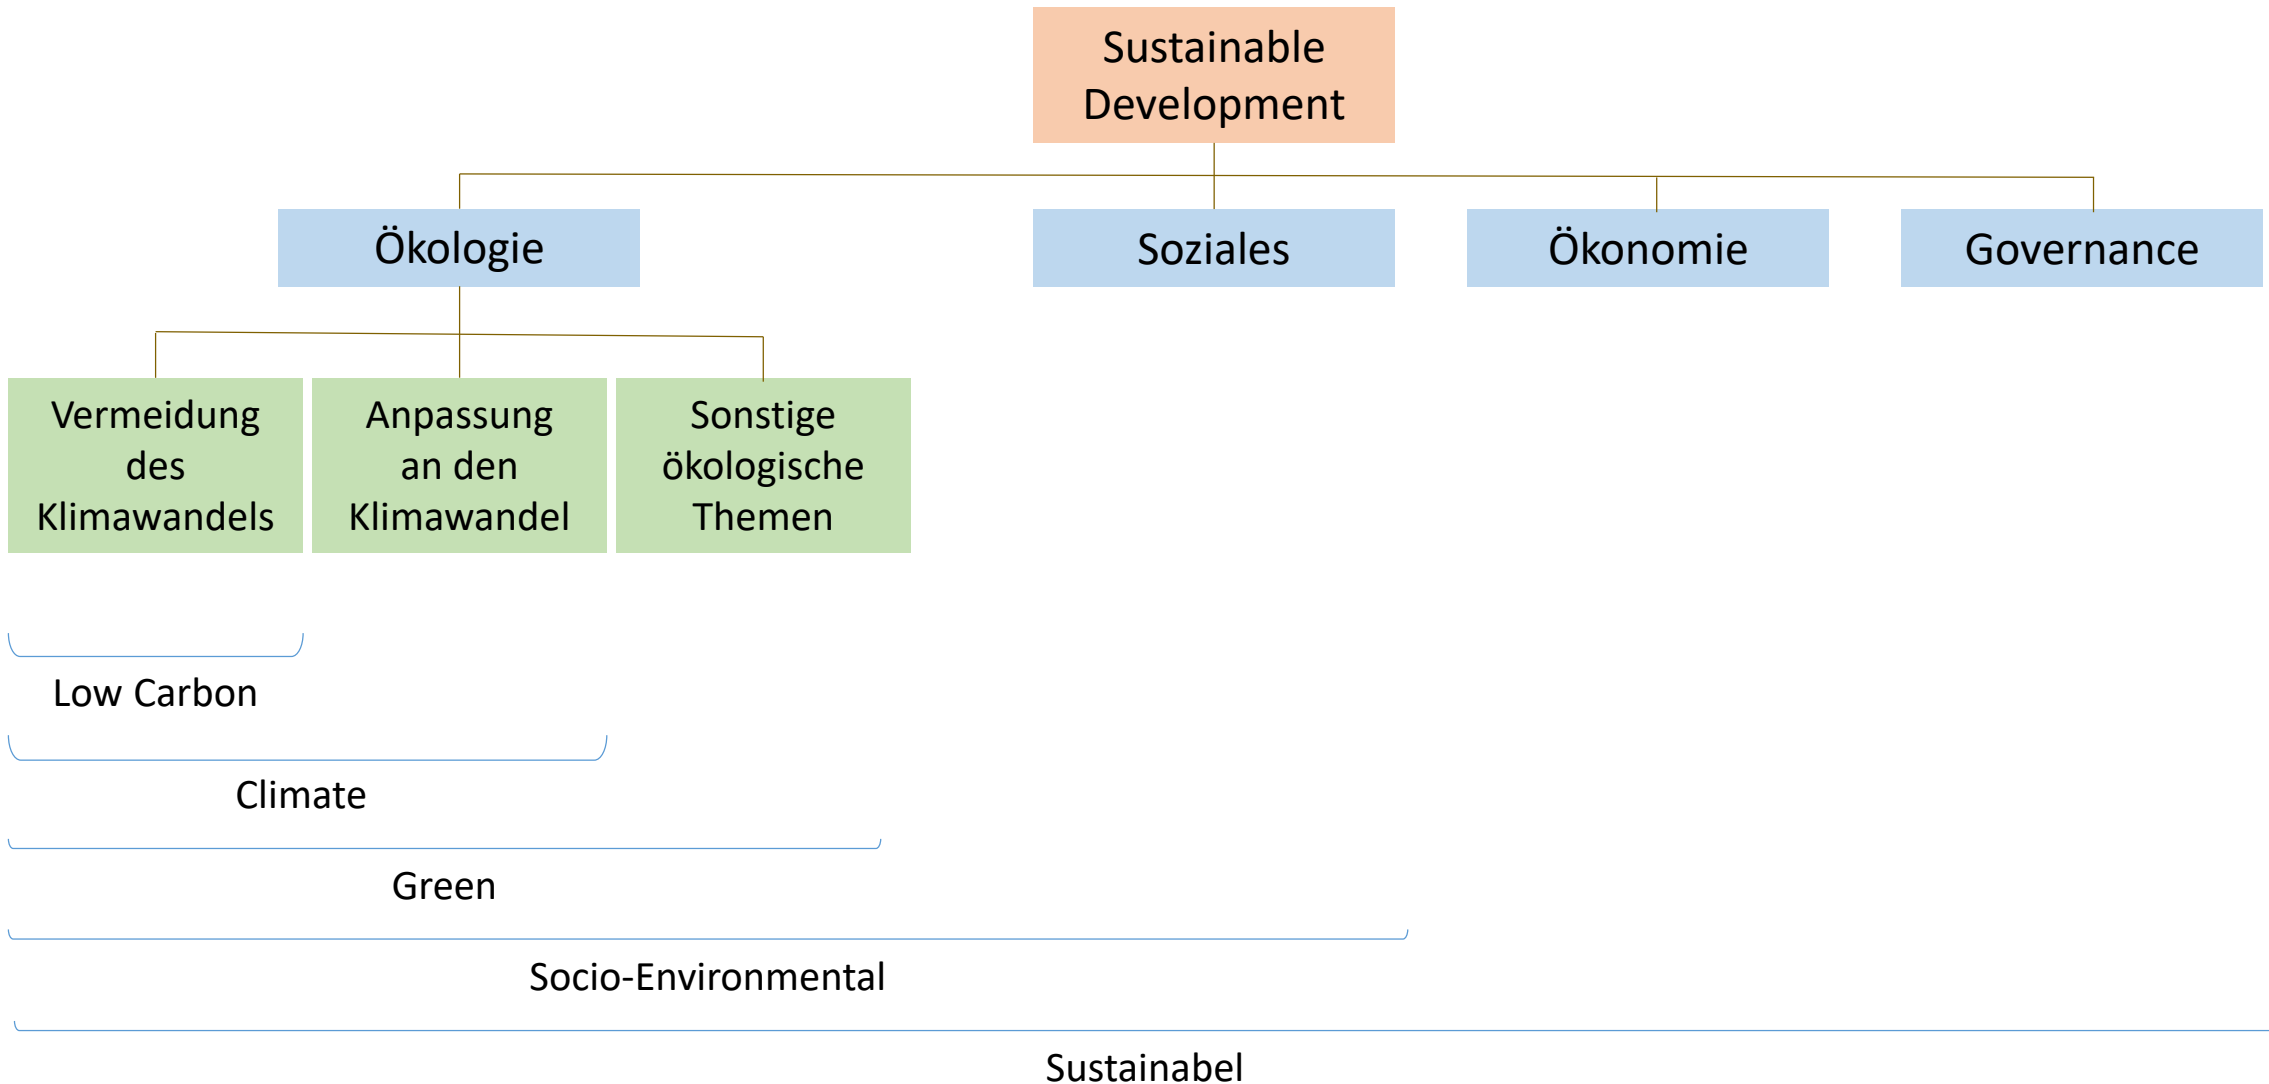 Sustainable
Development
Ökologie
Soziales
Ökonomie
Governance
Vermeidung
des
Klimawandels
Anpassung
an den
Klimawandel
Sonstige
ökologische
Themen
Low Carbon
Climate
Green
Socio-Environmental
Sustainabel